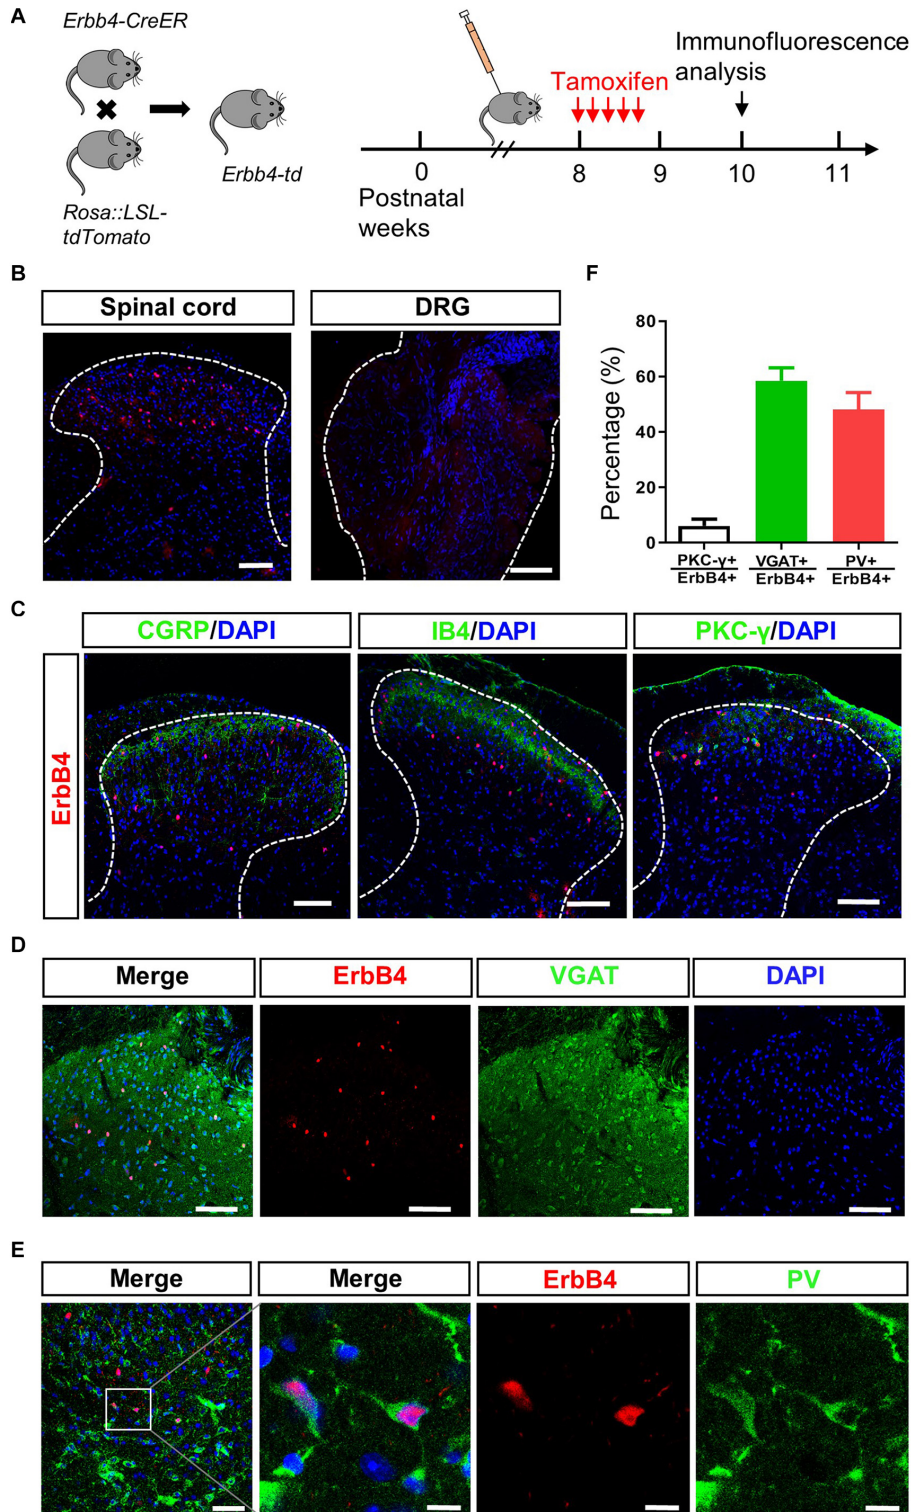 A
Erbb4-CreER
Rosa::LSL-
tdTomato
Erbb4-td
Tamoxifen
Immunofluorescence
analysis
0
8
9
10
11
Postnatal
weeks
B
Spinal cord
DRG
F
Percentage (%)
80
60
40
20
0
PKC-γ+
ErbB4+
VGAT+
ErbB4+
PV+
ErbB4+
C
CGRP/DAPI
IB4/DAPI
PKC-γ/DAPI
ErbB4
D
Merge
ErbB4
VGAT
DAPI
E
Merge
Merge
ErbB4
PV